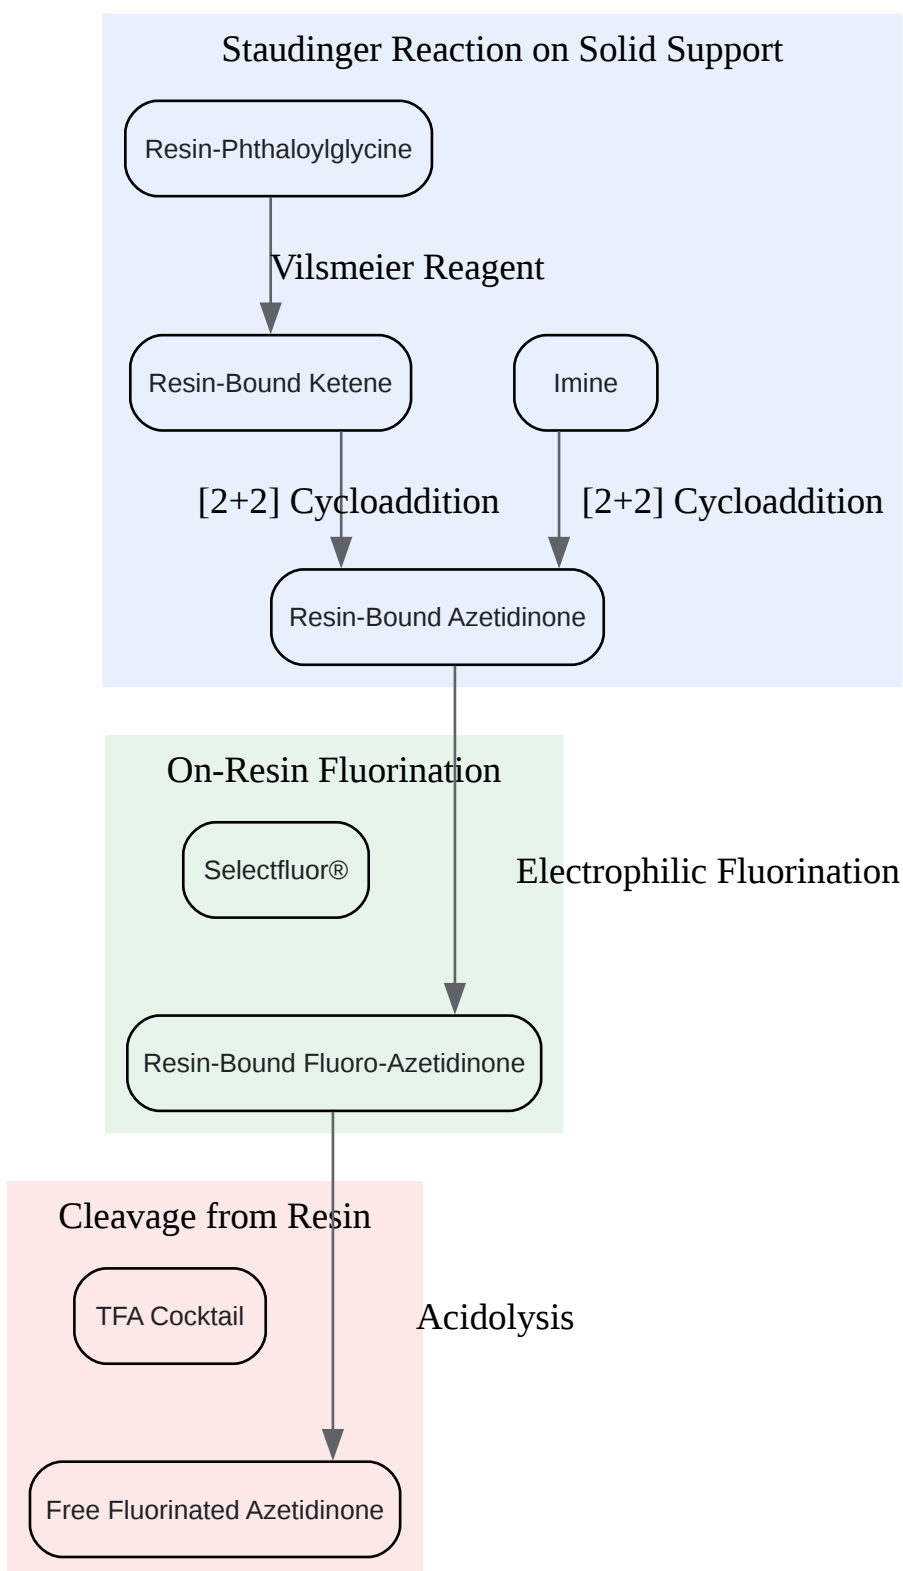 Staudinger Reaction on Solid Support
Resin-Phthaloylglycine
Vilsmeier Reagent
Resin-Bound Ketene
Imine
[2+2] Cycloaddition
[2+2] Cycloaddition
Resin-Bound Azetidinone
On-Resin Fluorination
Selectfluor®
Electrophilic Fluorination
Resin-Bound Fluoro-Azetidinone
Cleavage from Resin
TFA Cocktail
Acidolysis
Free Fluorinated Azetidinone